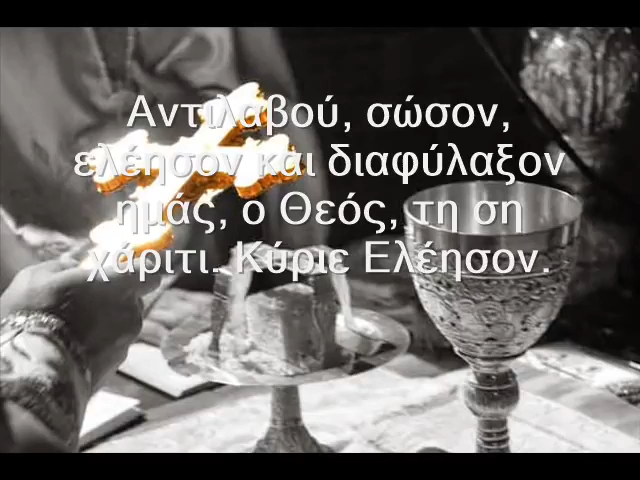 Αντιλαβού, σώσον,
ελέησον και διαφύλαξον
ημάς, ο Θεός, τη ση
χάριτι. Κύριε Ελέησον.